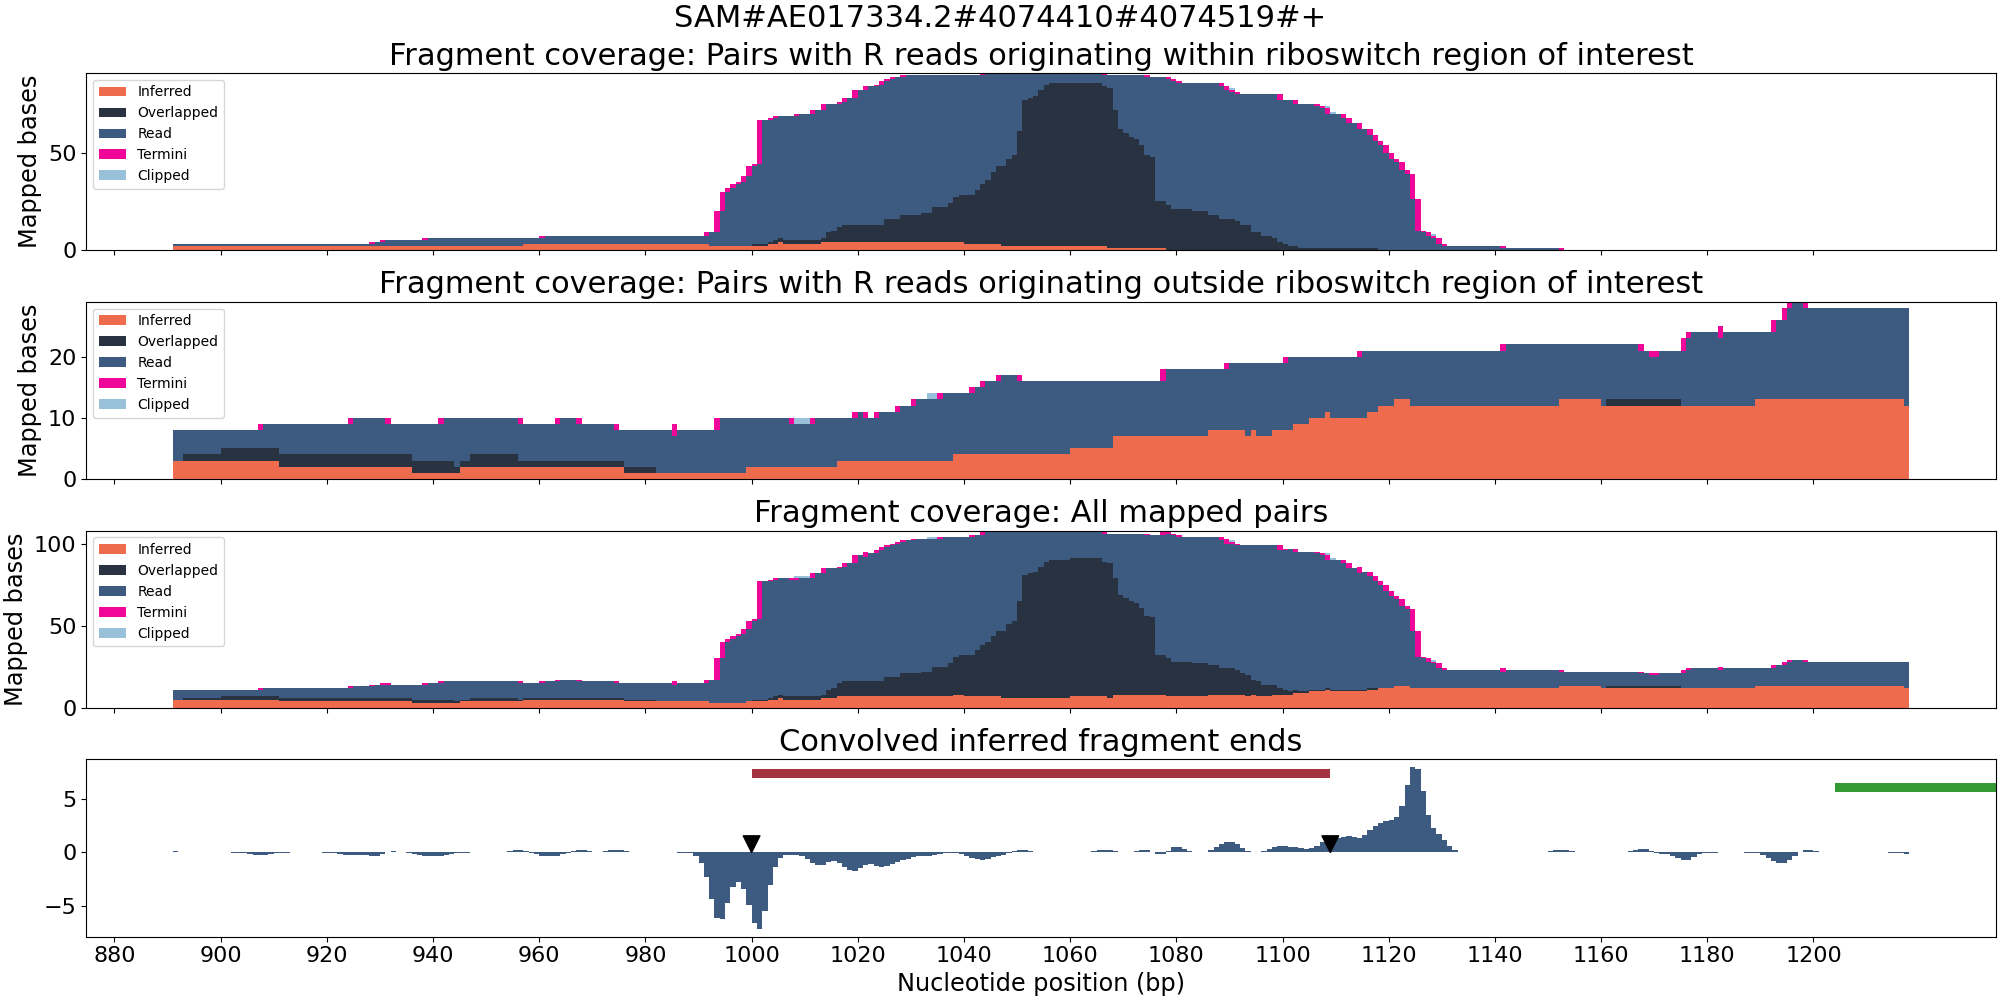 SAM#AE017334.2#4074410#4074519#+
Fragment coverage: Pairs with R reads originating within riboswitch region of interest
Mapped bases
50
0
Inferred
Overlapped
Read
Termini
Clipped
Fragment coverage: Pairs with R reads originating outside riboswitch region of interest
Mapped bases
20
10
0
Inferred
Overlapped
Read
Termini
Clipped
Fragment coverage: All mapped pairs
Mapped bases
100
50
0
Inferred
Overlapped
Read
Termini
Clipped
Convolved inferred fragment ends
5
0
−5
880 900 920 940 960 980 1000 1020 1040 1060 1080 1100 1120 1140 1160 1180 1200
Nucleotide position (bp)